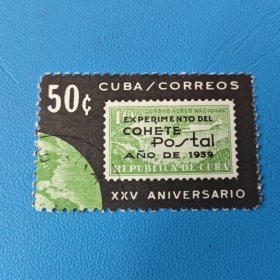 CUBA/CORREOS
50¢
CORREO AEREO NACIONAL
EXPERIMENTO DEL
COHETE
Postal
AÑO DE 1939
REPUBLICA DE CUBA
XXV ANIVERSARIO